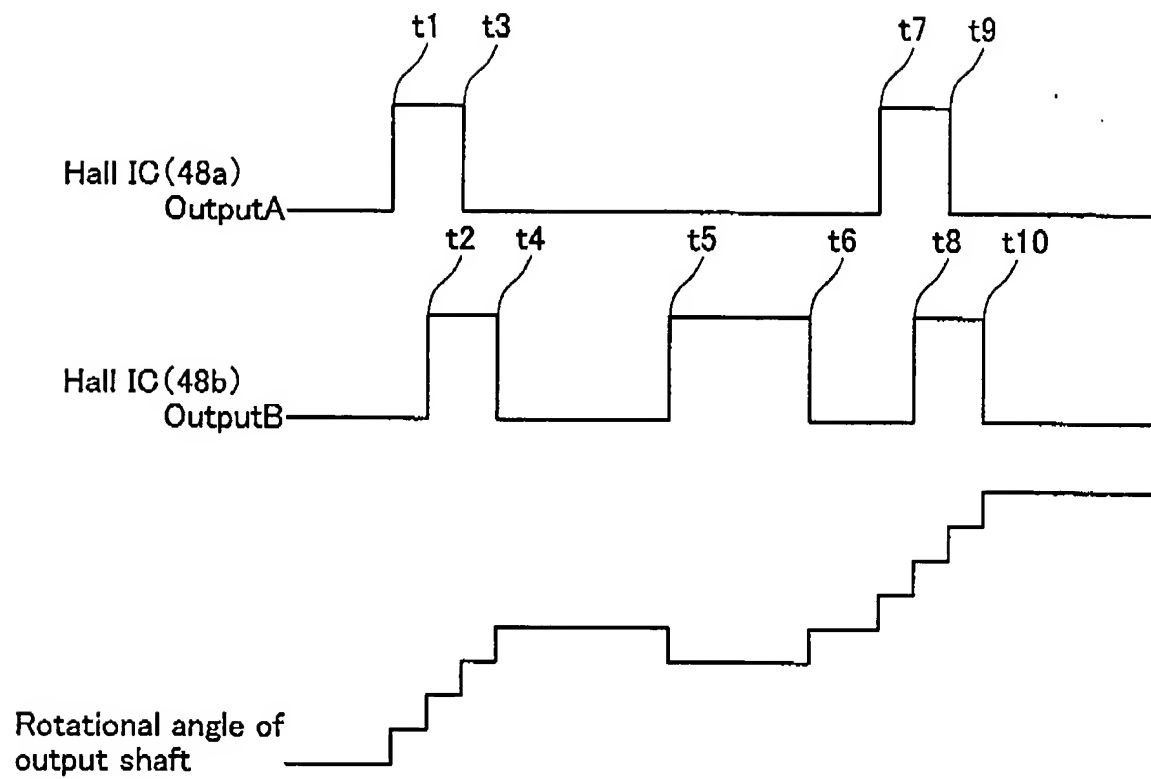 t1
t3
t7
t9
Hall IC(48a)
OutputA
t2
t4
t5
t6
t8
t10
Hall IC(48b)
OutputB
Rotational angle of
output shaft